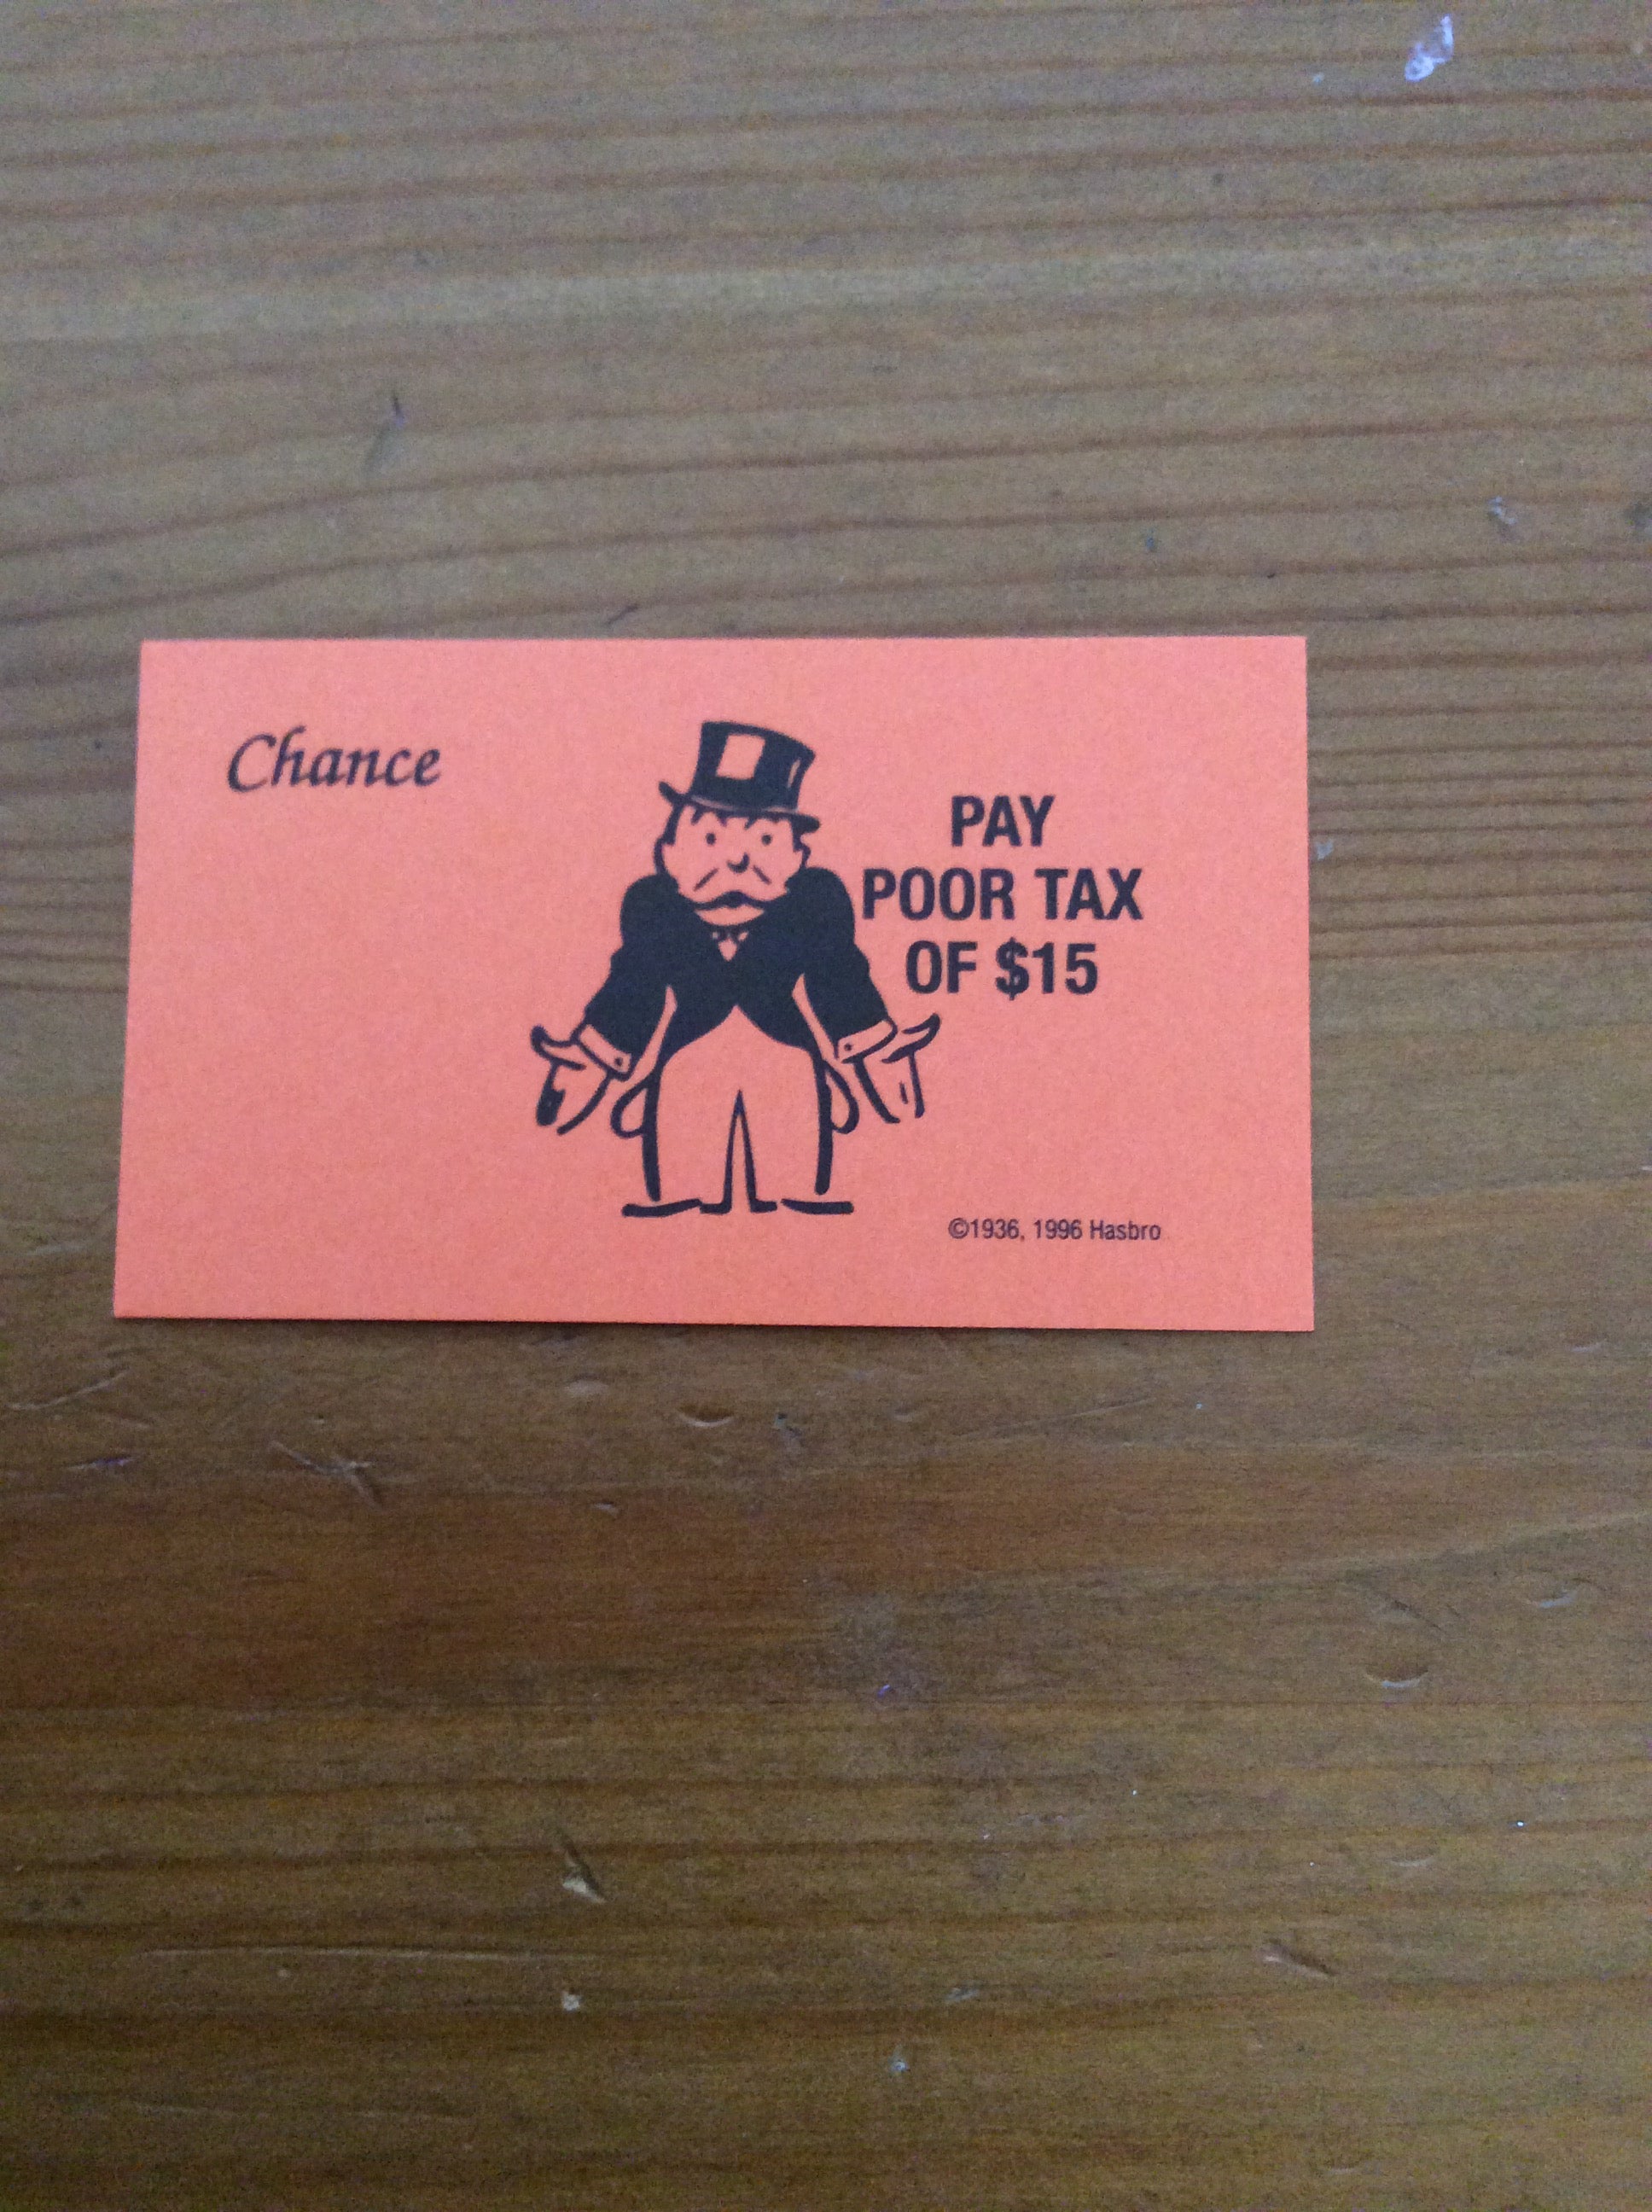 Chance
PAY
POOR TAX
OF $15
©1936, 1996 Hasbro